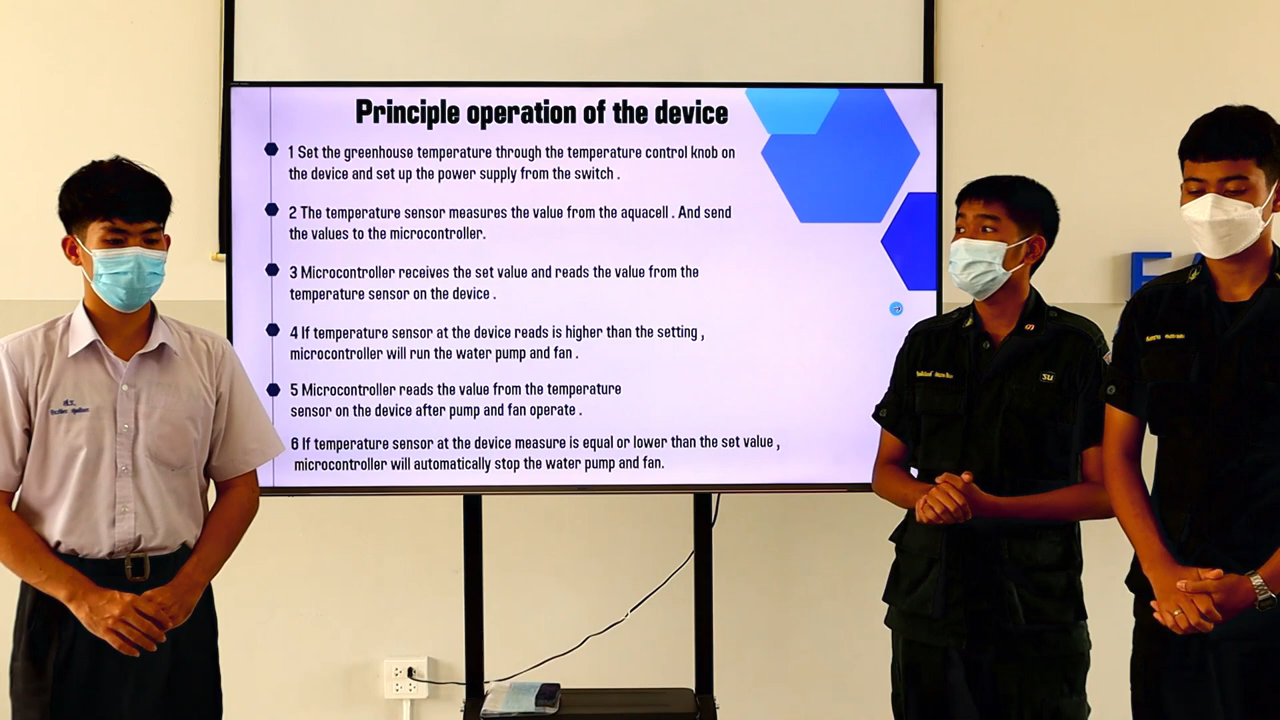 Principle operation of the device
1 Set the greenhouse temperature through the temperature control knob on
the device and set up the power supply from the switch .
2 The temperature sensor measures the value from the aquacell . And send
the values to the microcontroller.
3 Microcontroller receives the set value and reads the value from the
temperature sensor on the device .
4 If temperature sensor at the device reads is higher than the setting ,
microcontroller will run the water pump and fan .
5 Microcontroller reads the value from the temperature
sensor on the device after pump and fan operate .
6 If temperature sensor at the device measure is equal or lower than the set value ,
microcontroller will automatically stop the water pump and fan.